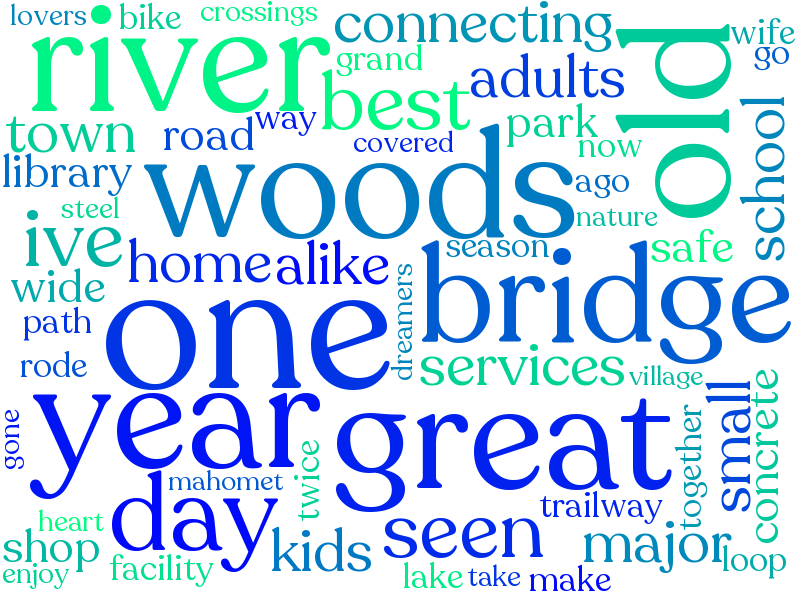 lovers
bike
crossings
connecting
wife
go
river
grand
best
adults
old
town
road
way
covered
park
now
school
library
woods
ago
nature
steel
ive
season
safe
wide
home
alike
bridge
path
one
dreamers
rode
services
village
year
great
small
concrete
gone
together
mahomet
twice
day
trailway
heart
seen
shop
kids
major
loop
enjoy
facility
lake
take
make